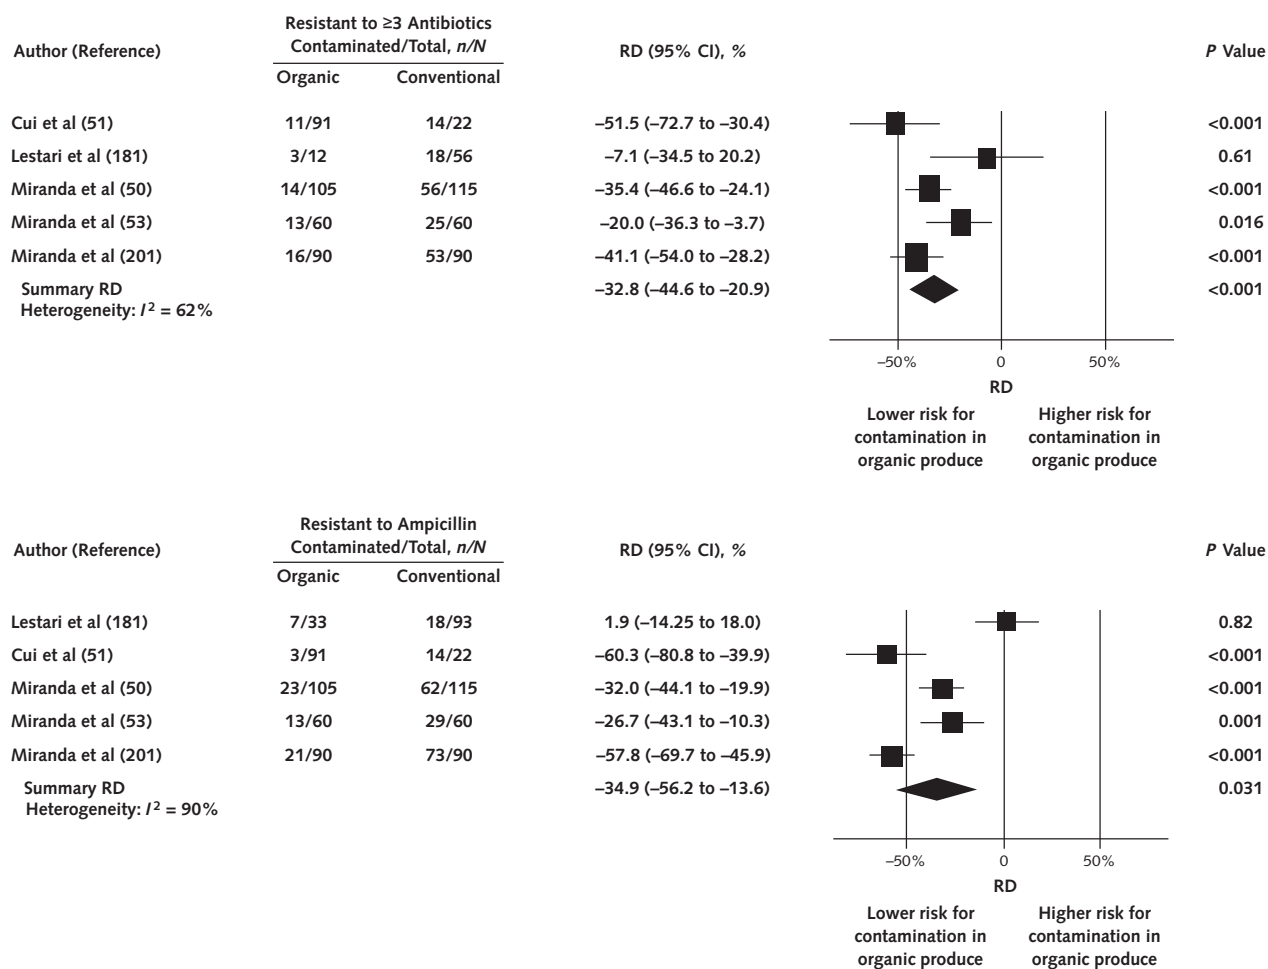 Resistant to ≥3 Antibiotics
Author (Reference) Contaminated/Total, n/N RD (95% CI), % P Value
Organic Conventional
Cui et al (51) 11/91 14/22 –51.5 (–72.7 to –30.4) <0.001
Lestari et al (181) 3/12 18/56 –7.1 (–34.5 to 20.2) 0.61
Miranda et al (50) 14/105 56/115 –35.4 (–46.6 to –24.1) <0.001
Miranda et al (53) 13/60 25/60 –20.0 (–36.3 to –3.7) 0.016
Miranda et al (201) 16/90 53/90 –41.1 (–54.0 to –28.2) <0.001
Summary RD –32.8 (–44.6 to –20.9) <0.001
Heterogeneity: I² = 62%
–50% 0 50%
RD
Lower risk for Higher risk for
contamination in contamination in
organic produce organic produce
Resistant to Ampicillin
Author (Reference) Contaminated/Total, n/N RD (95% CI), % P Value
Organic Conventional
Lestari et al (181) 7/33 18/93 1.9 (–14.25 to 18.0) 0.82
Cui et al (51) 3/91 14/22 –60.3 (–80.8 to –39.9) <0.001
Miranda et al (50) 23/105 62/115 –32.0 (–44.1 to –19.9) <0.001
Miranda et al (53) 13/60 29/60 –26.7 (–43.1 to –10.3) 0.001
Miranda et al (201) 21/90 73/90 –57.8 (–69.7 to –45.9) <0.001
Summary RD –34.9 (–56.2 to –13.6) 0.031
Heterogeneity: I² = 90%
–50% 0 50%
RD
Lower risk for Higher risk for
contamination in contamination in
organic produce organic produce